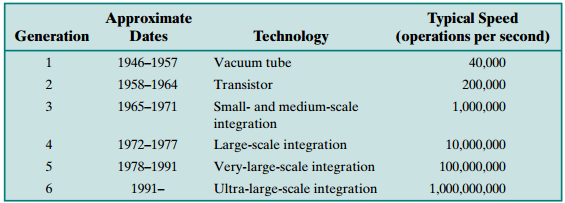 Approximate Typical Speed
Generation Dates Technology (operations per second)
1 1946–1957 Vacuum tube 40,000
2 1958–1964 Transistor 200,000
3 1965–1971 Small- and medium-scale 1,000,000
integration
4 1972–1977 Large-scale integration 10,000,000
5 1978–1991 Very-large-scale integration 100,000,000
6 1991– Ultra-large-scale integration 1,000,000,000